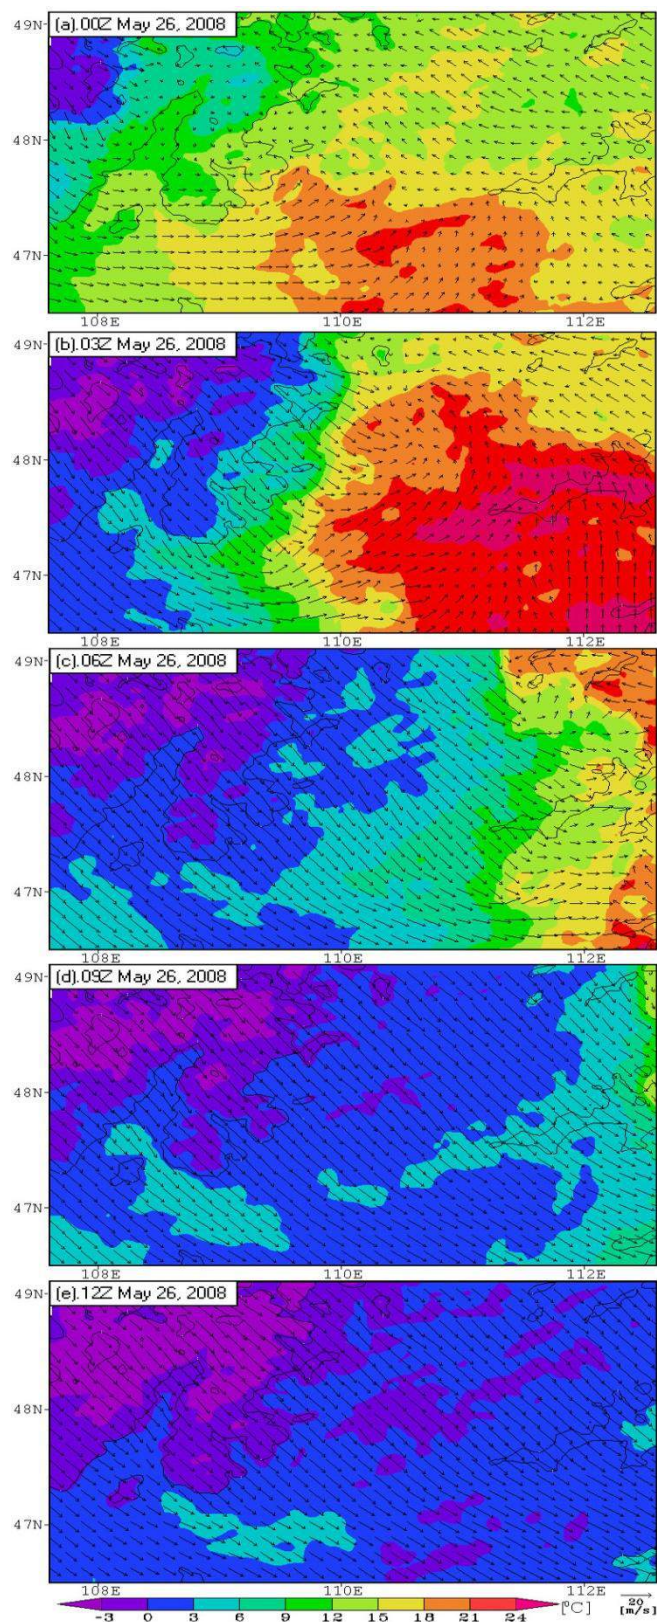 49N
(a).00Z May 26, 2008
48N
47N
108E 110E 112E
49N
(b).03Z May 26, 2008
48N
47N
108E 110E 112E
49N
(c).06Z May 26, 2008
48N
47N
108E 110E 112E
49N
(d).09Z May 26, 2008
48N
47N
108E 110E 112E
49N
(e).12Z May 26, 2008
48N
47N
108E 110E 112E
-3 0 3 6 9 12 15 18 21 24 [°C]
20
[m/s]